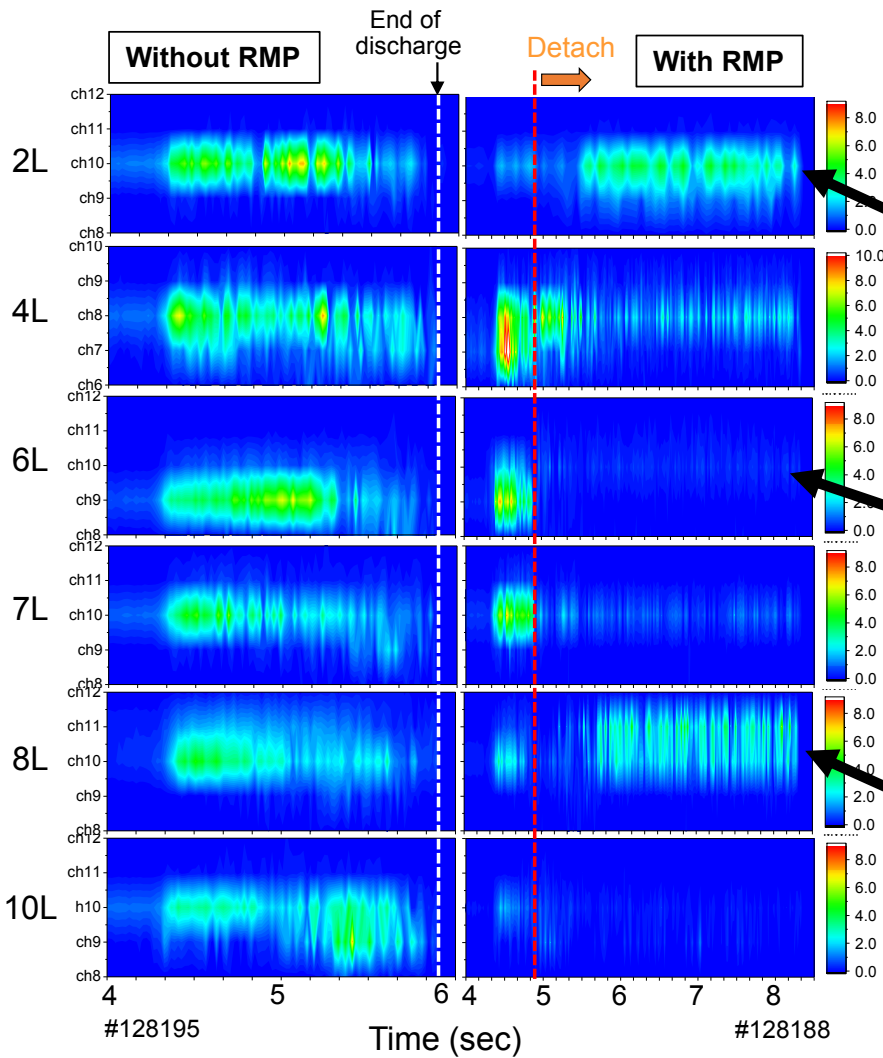 Without RMP
End of
discharge
Detach
With RMP
2L
ch12
ch11
ch10
ch9
ch8
8.0
6.0
4.0
2.0
0.0
4L
ch10
ch9
ch8
ch7
ch6
10.0
8.0
6.0
4.0
2.0
0.0
6L
ch12
ch11
ch10
ch9
ch8
8.0
6.0
4.0
2.0
0.0
7L
ch12
ch11
ch10
ch9
ch8
8.0
6.0
4.0
2.0
0.0
8L
ch12
ch11
ch10
ch9
ch8
8.0
6.0
4.0
2.0
0.0
10L
ch12
ch11
h10
ch9
ch8
8.0
6.0
4.0
2.0
0.0
4 5 6
4 5 6 7 8
#128195
Time (sec)
#128188